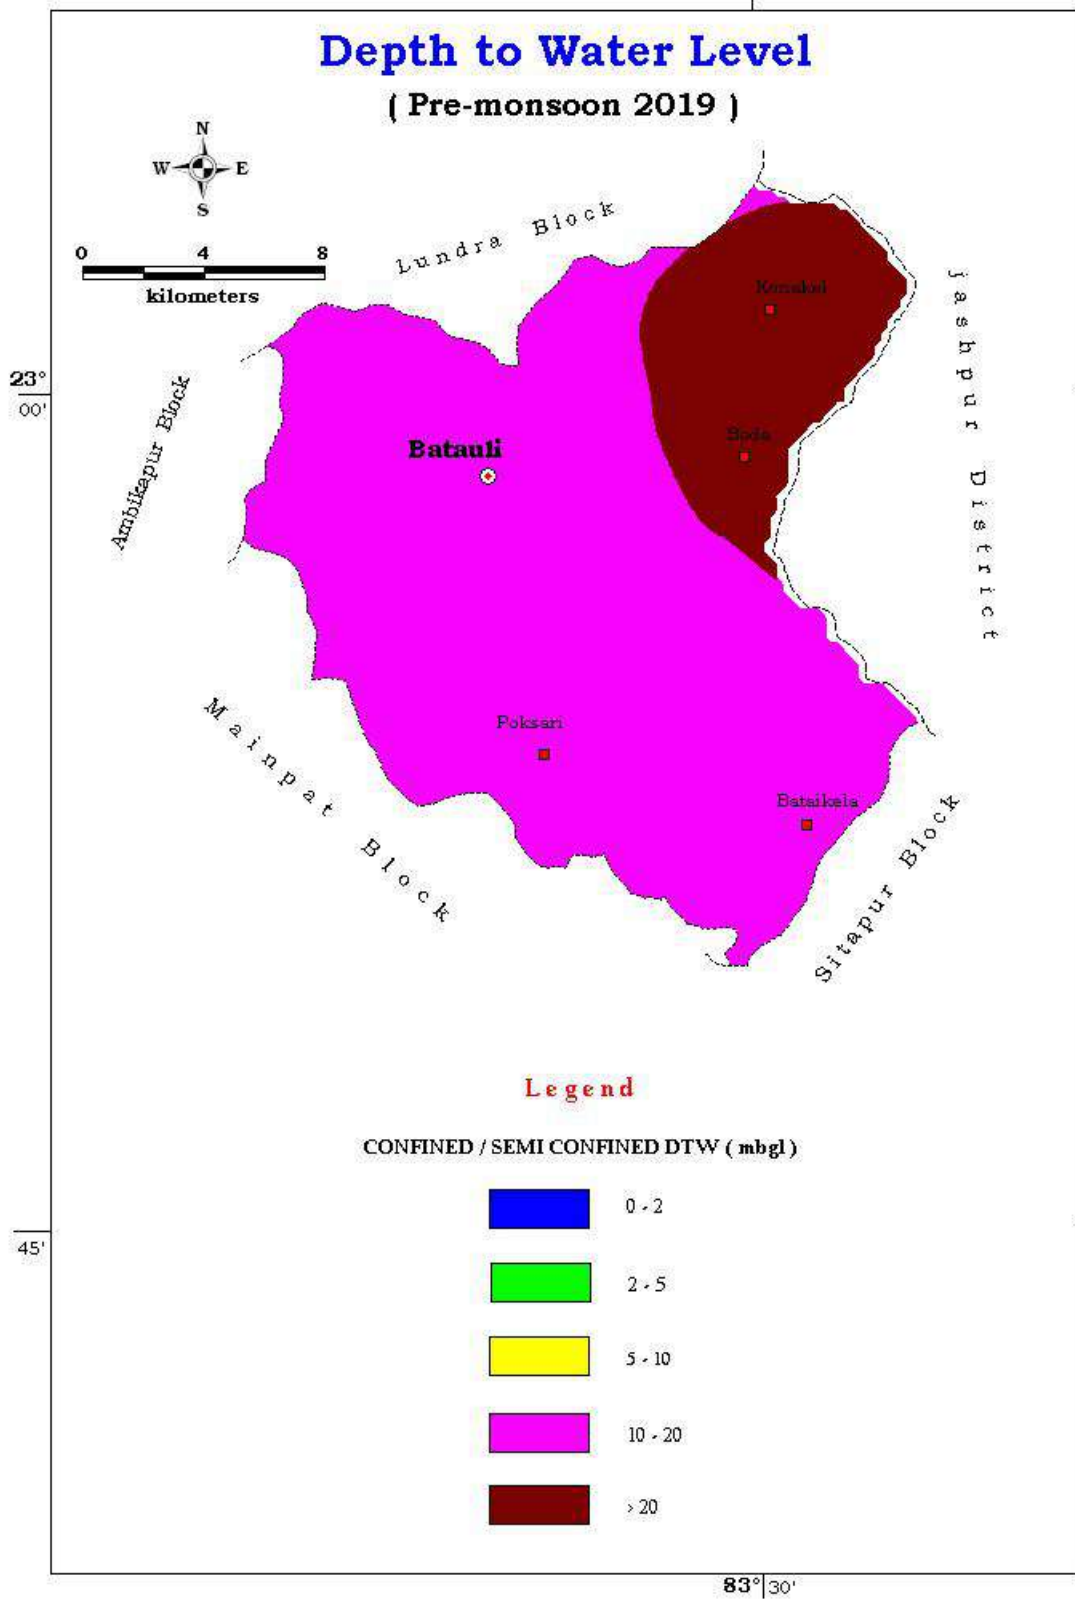 Depth to Water Level
( Pre-monsoon 2019 )
N
W E
S
0 4 8
kilometers
Lundra Block
jashpur District
23°
00'
Ambikapur Block
Batauli
Boda
Mainpat Block
Poksari
Bataikela
Sitapur Block
Legend
CONFINED / SEMI CONFINED DTW ( mbgl )
0 - 2
45'
2 - 5
5 - 10
10 - 20
> 20
83° 30'